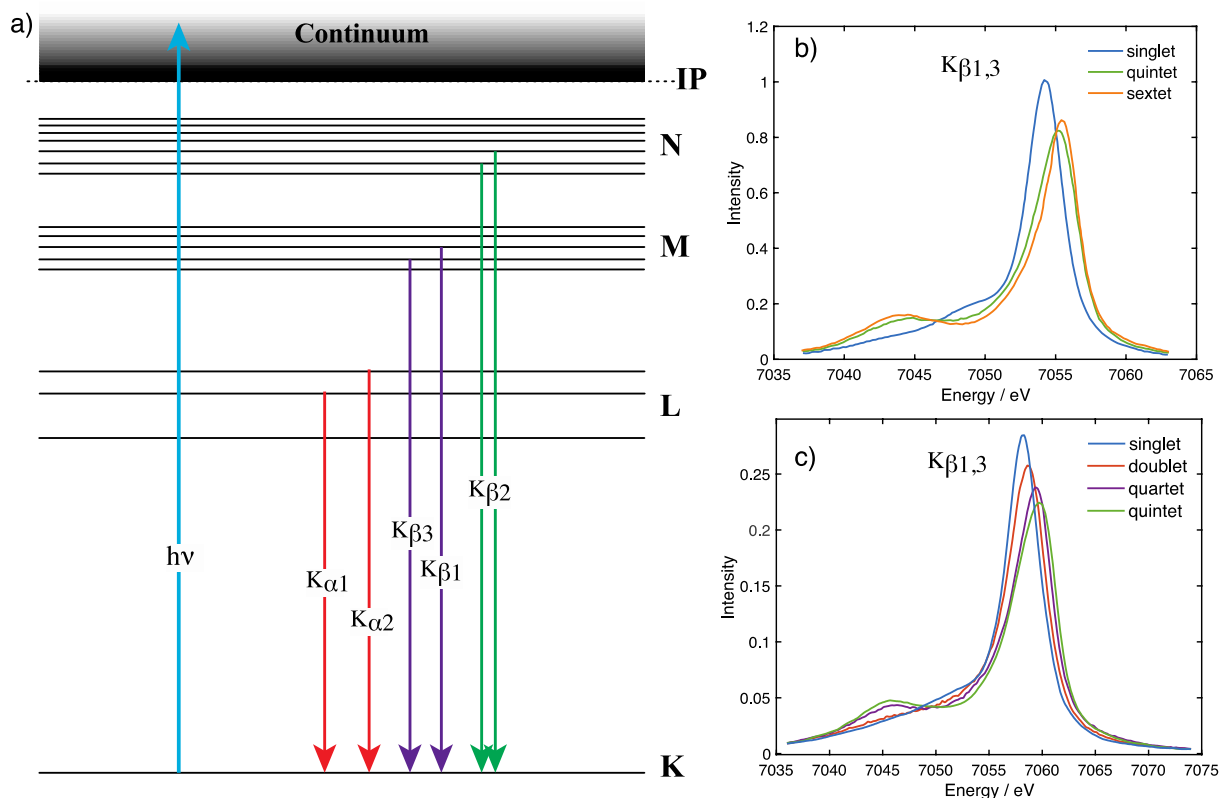 a)
Continuum
IP
N
M
L
K
hν
Kα1
Kα2
Kβ3
Kβ1
Kβ2
b)
Kβ1,3
singlet
quintet
sextet
Intensity
1.2
1
0.8
0.6
0.4
0.2
0
7035 7040 7045 7050 7055 7060 7065
Energy / eV
c)
Kβ1,3
singlet
doublet
quartet
quintet
Intensity
0.25
0.2
0.15
0.1
0.05
0
7035 7040 7045 7050 7055 7060 7065 7070 7075
Energy / eV